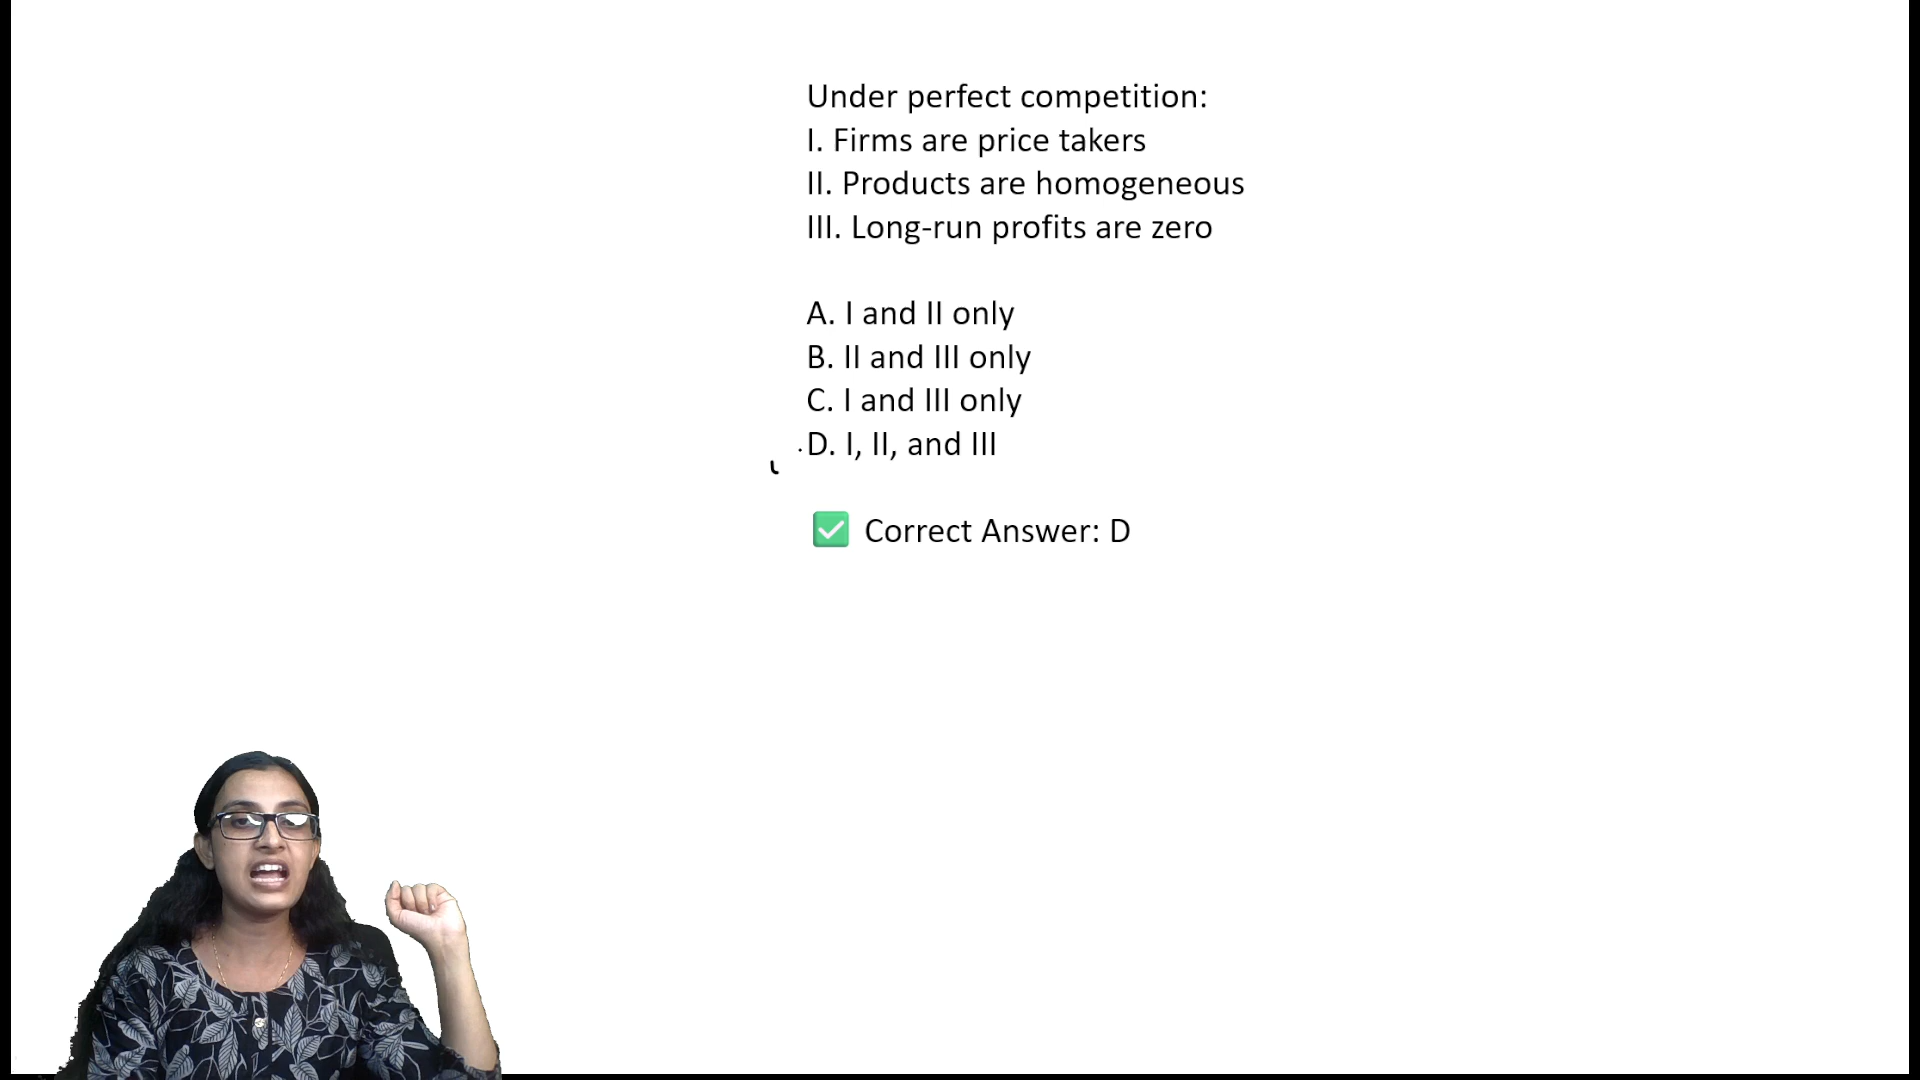 Under perfect competition:
I. Firms are price takers
II. Products are homogeneous
III. Long-run profits are zero
A. I and II only
B. II and III only
C. I and III only
D. I, II, and III
✅ Correct Answer: D